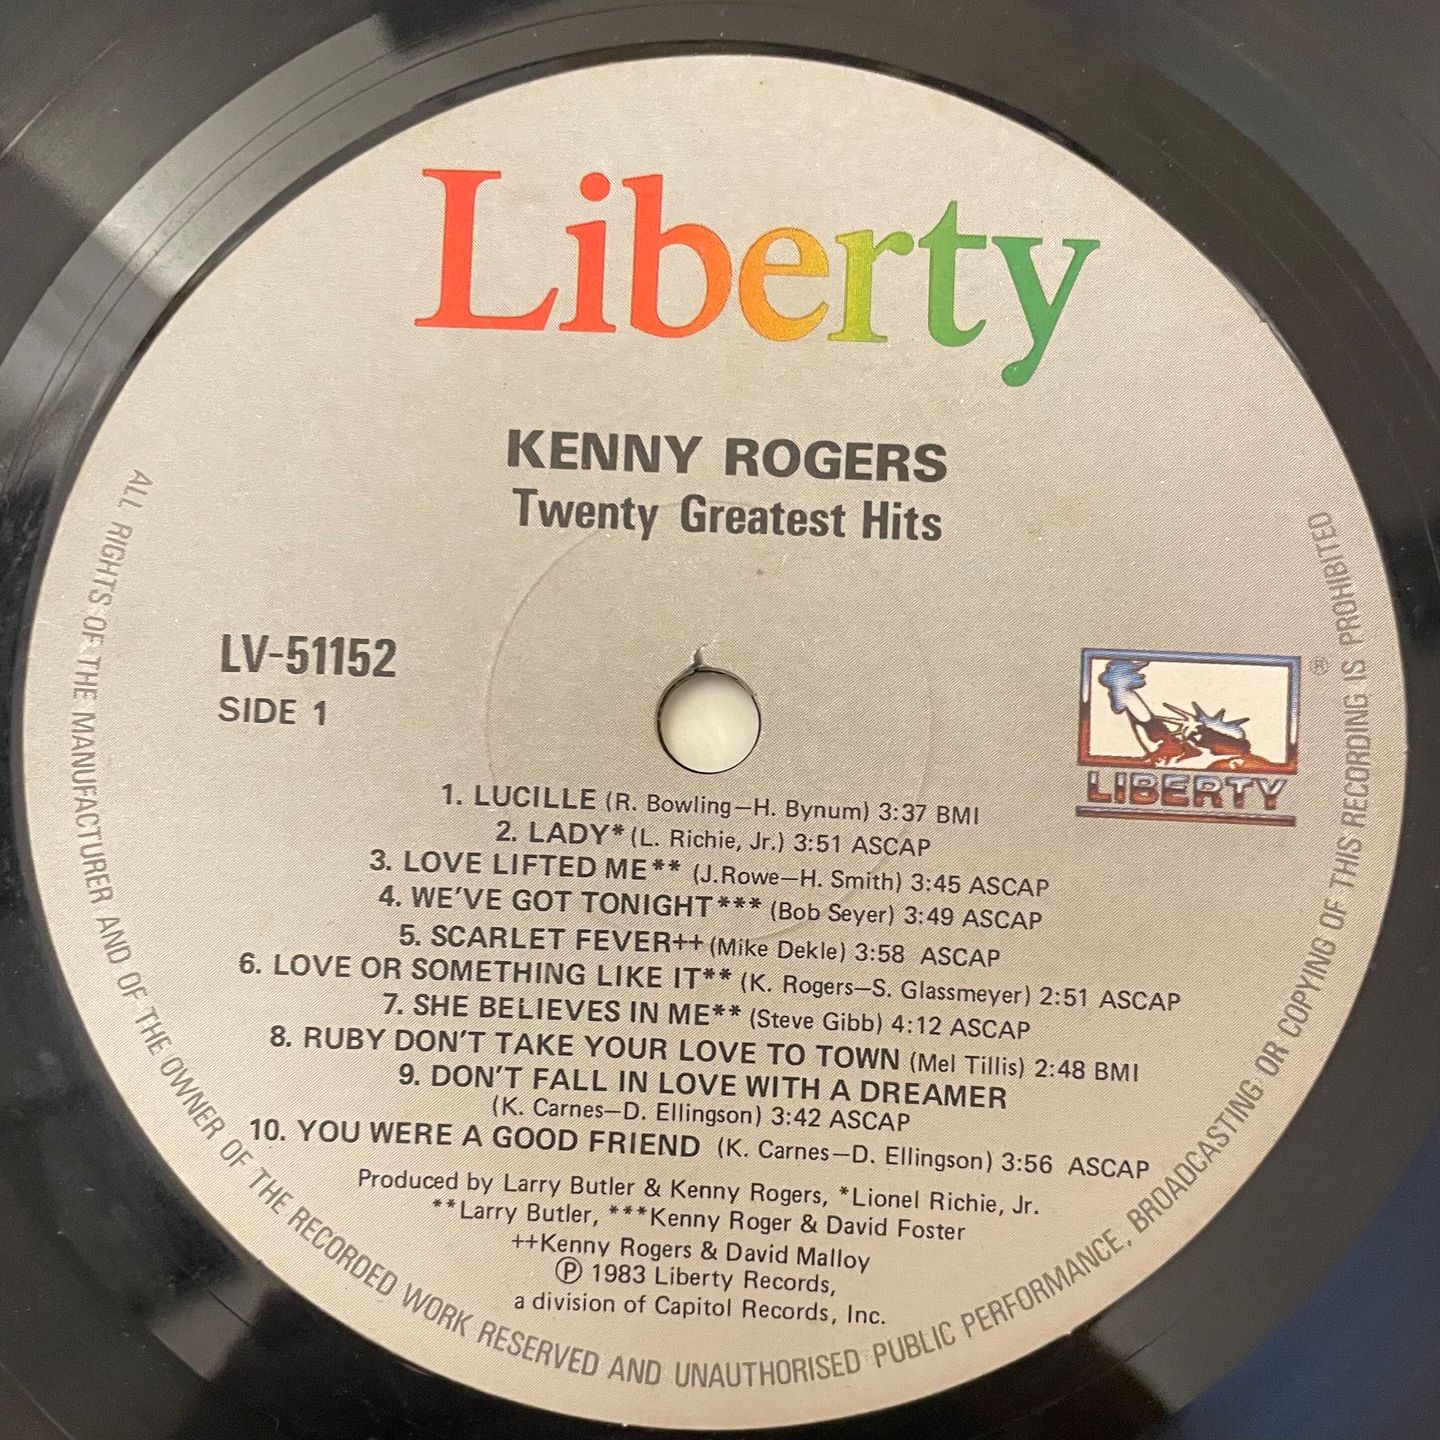 Liberty
KENNY ROGERS
Twenty Greatest Hits
LV-51152
SIDE 1
®
LIBERTY
1. LUCILLE (R. Bowling—H. Bynum) 3:37 BMI
2. LADY* (L. Richie, Jr.) 3:51 ASCAP
3. LOVE LIFTED ME** (J.Rowe—H. Smith) 3:45 ASCAP
4. WE'VE GOT TONIGHT*** (Bob Seyer) 3:49 ASCAP
5. SCARLET FEVER++ (Mike Dekle) 3:58 ASCAP
6. LOVE OR SOMETHING LIKE IT** (K. Rogers—S. Glassmeyer) 2:51 ASCAP
7. SHE BELIEVES IN ME** (Steve Gibb) 4:12 ASCAP
8. RUBY DON'T TAKE YOUR LOVE TO TOWN (Mel Tillis) 2:48 BMI
9. DON'T FALL IN LOVE WITH A DREAMER
(K. Carnes—D. Ellingson) 3:42 ASCAP
10. YOU WERE A GOOD FRIEND (K. Carnes—D. Ellingson) 3:56 ASCAP
Produced by Larry Butler & Kenny Rogers, *Lionel Richie, Jr.
**Larry Butler, ***Kenny Roger & David Foster
++Kenny Rogers & David Malloy
℗ 1983 Liberty Records,
a division of Capitol Records, Inc.
ALL RIGHTS OF THE MANUFACTURER AND OF THE OWNER OF THE RECORDED WORK RESERVED AND UNAUTHORISED PUBLIC PERFORMANCE, BROADCASTING OR COPYING OF THIS RECORDING IS PROHIBITED